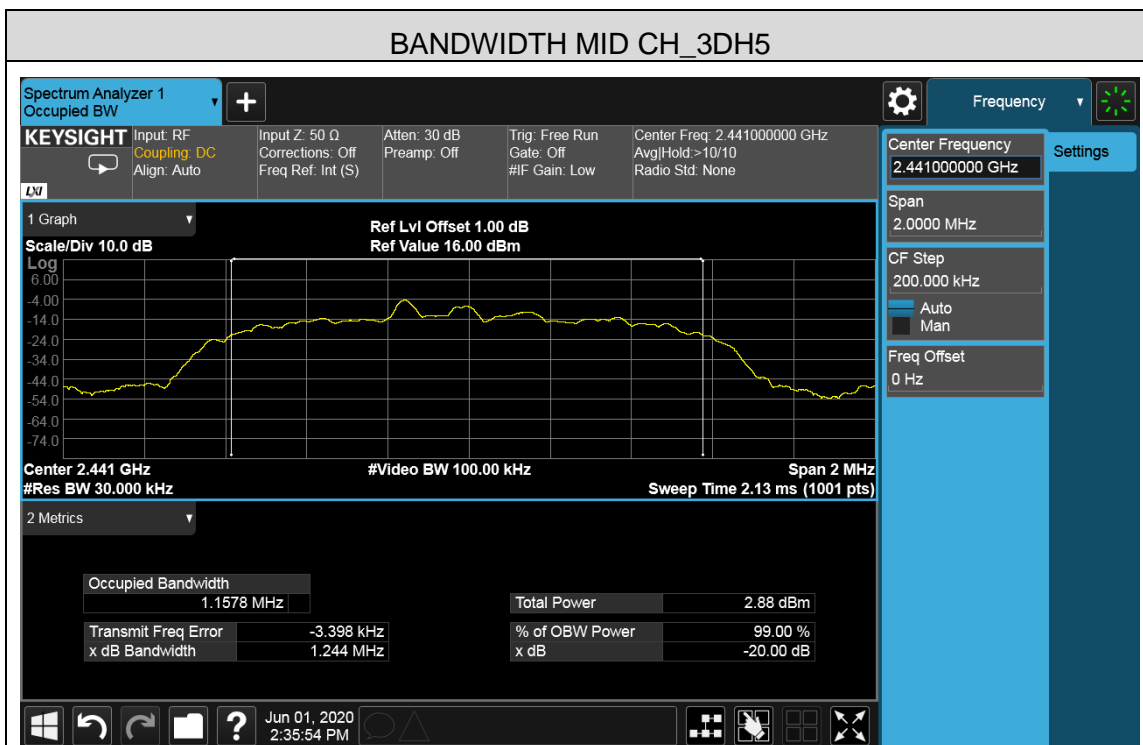 BANDWIDTH MID CH_3DH5
Spectrum Analyzer 1
Occupied BW
+
Frequency
KEYSIGHT
LXI
Input: RF
Coupling: DC
Align: Auto
Input Z: 50 Ω
Corrections: Off
Freq Ref: Int (S)
Atten: 30 dB
Preamp: Off
Trig: Free Run
Gate: Off
#IF Gain: Low
Center Freq: 2.441000000 GHz
Avg|Hold:>10/10
Radio Std: None
Center Frequency
2.441000000 GHz
Settings
Span
2.0000 MHz
CF Step
200.000 kHz
Auto
Man
Freq Offset
0 Hz
1 Graph
Scale/Div 10.0 dB
Ref Lvl Offset 1.00 dB
Ref Value 16.00 dBm
Log
6.00
-4.00
-14.0
-24.0
-34.0
-44.0
-54.0
-64.0
-74.0
Center 2.441 GHz
#Video BW 100.00 kHz
Span 2 MHz
#Res BW 30.000 kHz
Sweep Time 2.13 ms (1001 pts)
2 Metrics
Occupied Bandwidth
1.1578 MHz
Total Power 2.88 dBm
Transmit Freq Error -3.398 kHz
% of OBW Power 99.00 %
x dB Bandwidth 1.244 MHz
x dB -20.00 dB
?
Jun 01, 2020
2:35:54 PM